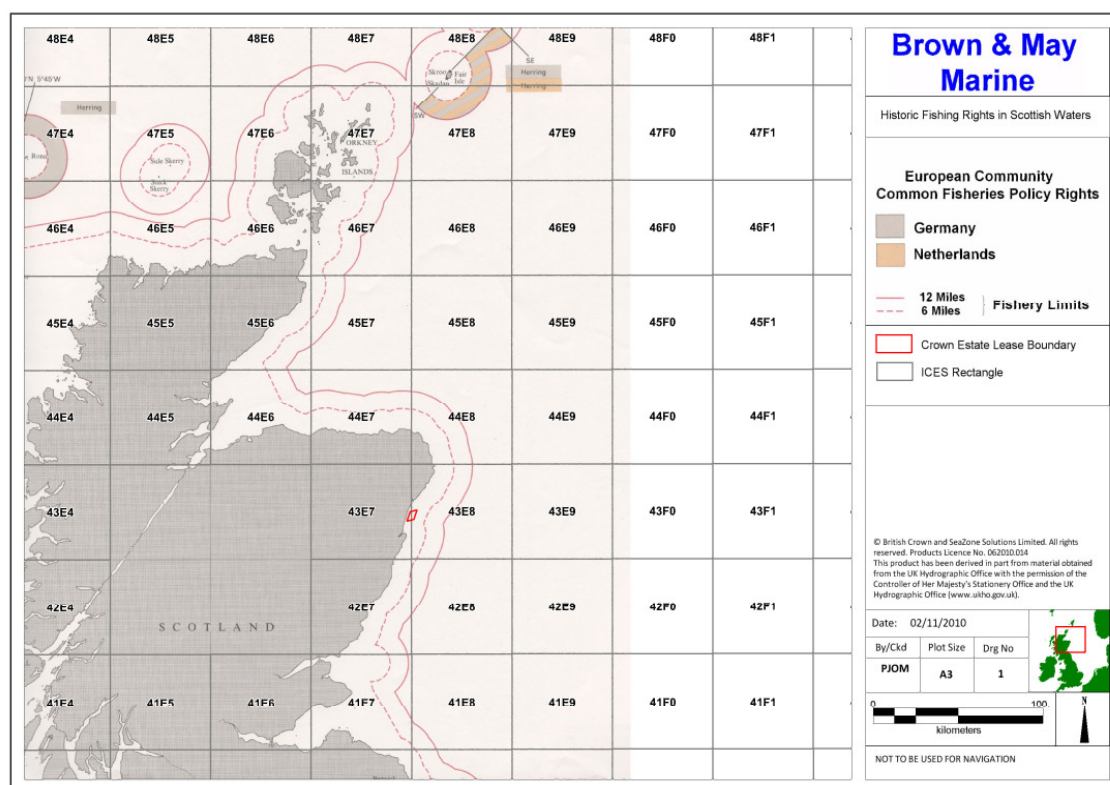 48E4 48E5 48E6 48E7 48E8 48E9 48F0 48F1
SE
Skroo Fair
Skadan Isle
Herring
Herring
SW
Herring
47E4 47E5 47E6 47E7 47E8 47E9 47F0 47F1
Rona
Sule Skerry
Stack
Skerry
ORKNEY
ISLANDS
46E4 46E5 46E6 46E7 46E8 46E9 46F0 46F1
45E4 45E5 45E6 45E7 45E8 45E9 45F0 45F1
44E4 44E5 44E6 44E7 44E8 44E9 44F0 44F1
43E4 43E7 43E8 43E9 43F0 43F1
42E4 42E7 42E8 42E9 42F0 42F1
SCOTLAND
41E4 41E5 41E6 41E7 41E8 41E9 41F0 41F1
Brown & May
Marine
Historic Fishing Rights in Scottish Waters
European Community
Common Fisheries Policy Rights
Germany
Netherlands
12 Miles
6 Miles
Fishery Limits
Crown Estate Lease Boundary
ICES Rectangle
© British Crown and SeaZone Solutions Limited. All rights
reserved. Products Licence No. 062010.014
This product has been derived in part from material obtained
from the UK Hydrographic Office with the permission of the
Controller of Her Majesty's Stationery Office and the UK
Hydrographic Office (www.ukho.gov.uk).
Date: 02/11/2010
By/Ckd Plot Size Drg No
PJOM A3 1
0 100
kilometers
N
NOT TO BE USED FOR NAVIGATION